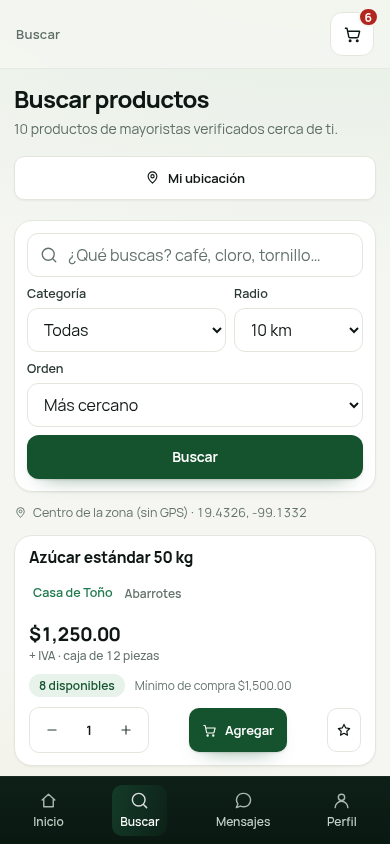 Buscar
6
Buscar productos
10 productos de mayoristas verificados cerca de ti.
Mi ubicación
¿Qué buscas? café, cloro, tornillo…
Categoría Radio
Todas 10 km
Orden
Más cercano
Buscar
Centro de la zona (sin GPS) · 19.4326, -99.1332
Azúcar estándar 50 kg
Casa de Toño Abarrotes
$1,250.00
+ IVA · caja de 12 piezas
8 disponibles Mínimo de compra $1,500.00
− 1 + Agregar
Inicio Buscar Mensajes Perfil